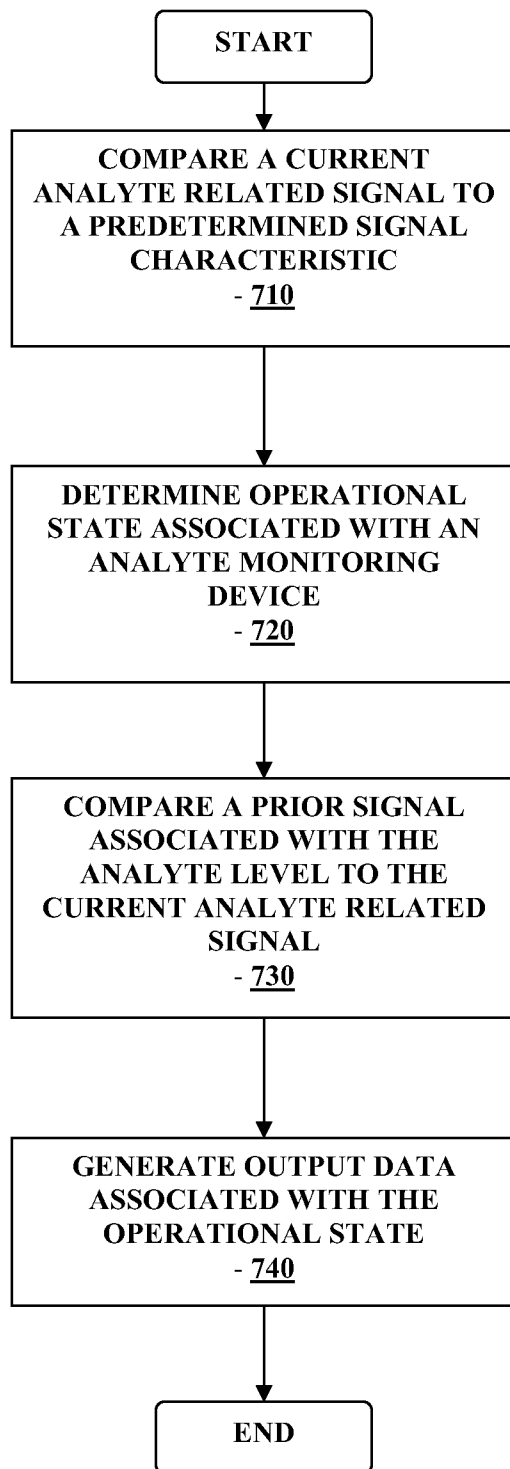 START
COMPARE A CURRENT
ANALYTE RELATED SIGNAL TO
A PREDETERMINED SIGNAL
CHARACTERISTIC
- 710
DETERMINE OPERATIONAL
STATE ASSOCIATED WITH AN
ANALYTE MONITORING
DEVICE
- 720
COMPARE A PRIOR SIGNAL
ASSOCIATED WITH THE
ANALYTE LEVEL TO THE
CURRENT ANALYTE RELATED
SIGNAL
- 730
GENERATE OUTPUT DATA
ASSOCIATED WITH THE
OPERATIONAL STATE
- 740
END